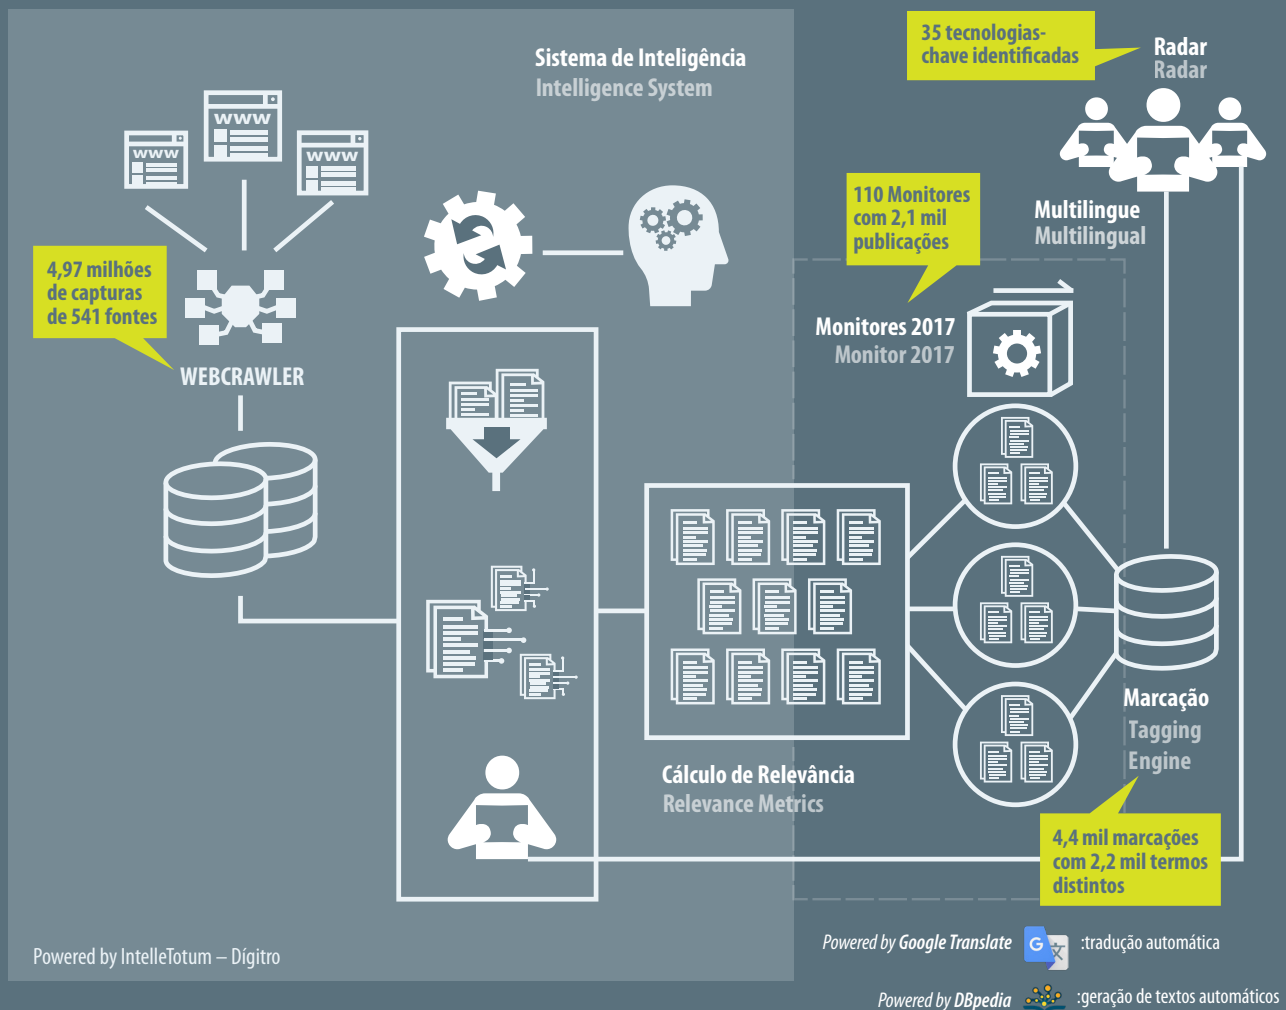 Sistema de Inteligência
Intelligence System
35 tecnologias-
chave identificadas
Radar
Radar
www
www
www
110 Monitores
com 2,1 mil
publicações
Multilingue
Multilingual
4,97 milhões
de capturas
de 541 fontes
WEBCRAWLER
Monitores 2017
Monitor 2017
Marcação
Tagging
Engine
Cálculo de Relevância
Relevance Metrics
4,4 mil marcações
com 2,2 mil termos
distintos
Powered by IntelleTotum – Dígitro
Powered by Google Translate G 文 :tradução automática
Powered by DBpedia :geração de textos automáticos